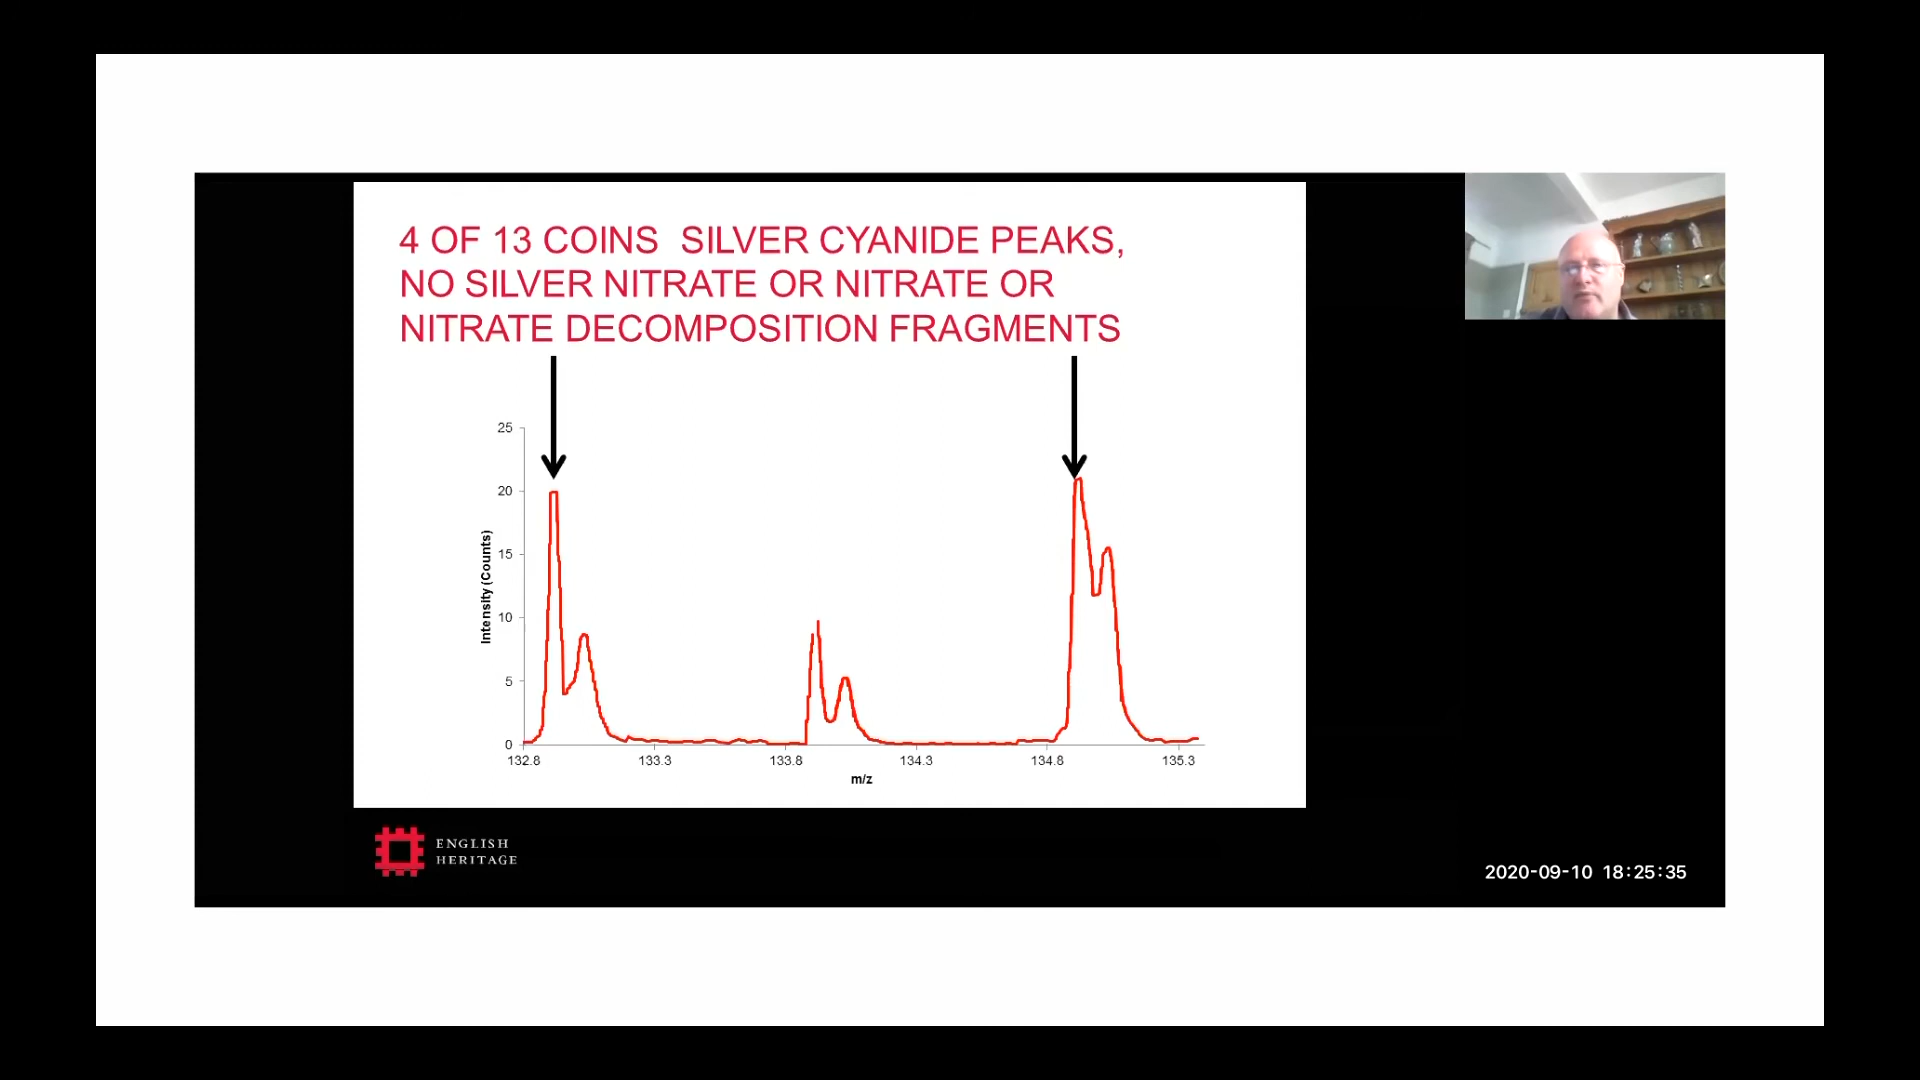 4 OF 13 COINS  SILVER CYANIDE PEAKS,
NO SILVER NITRATE OR NITRATE OR
NITRATE DECOMPOSITION FRAGMENTS
25
20
15
10
5
0
Intensity (Counts)
132.8 133.3 133.8 134.3 134.8 135.3
m/z
ENGLISH
HERITAGE
2020-09-10 18:25:35